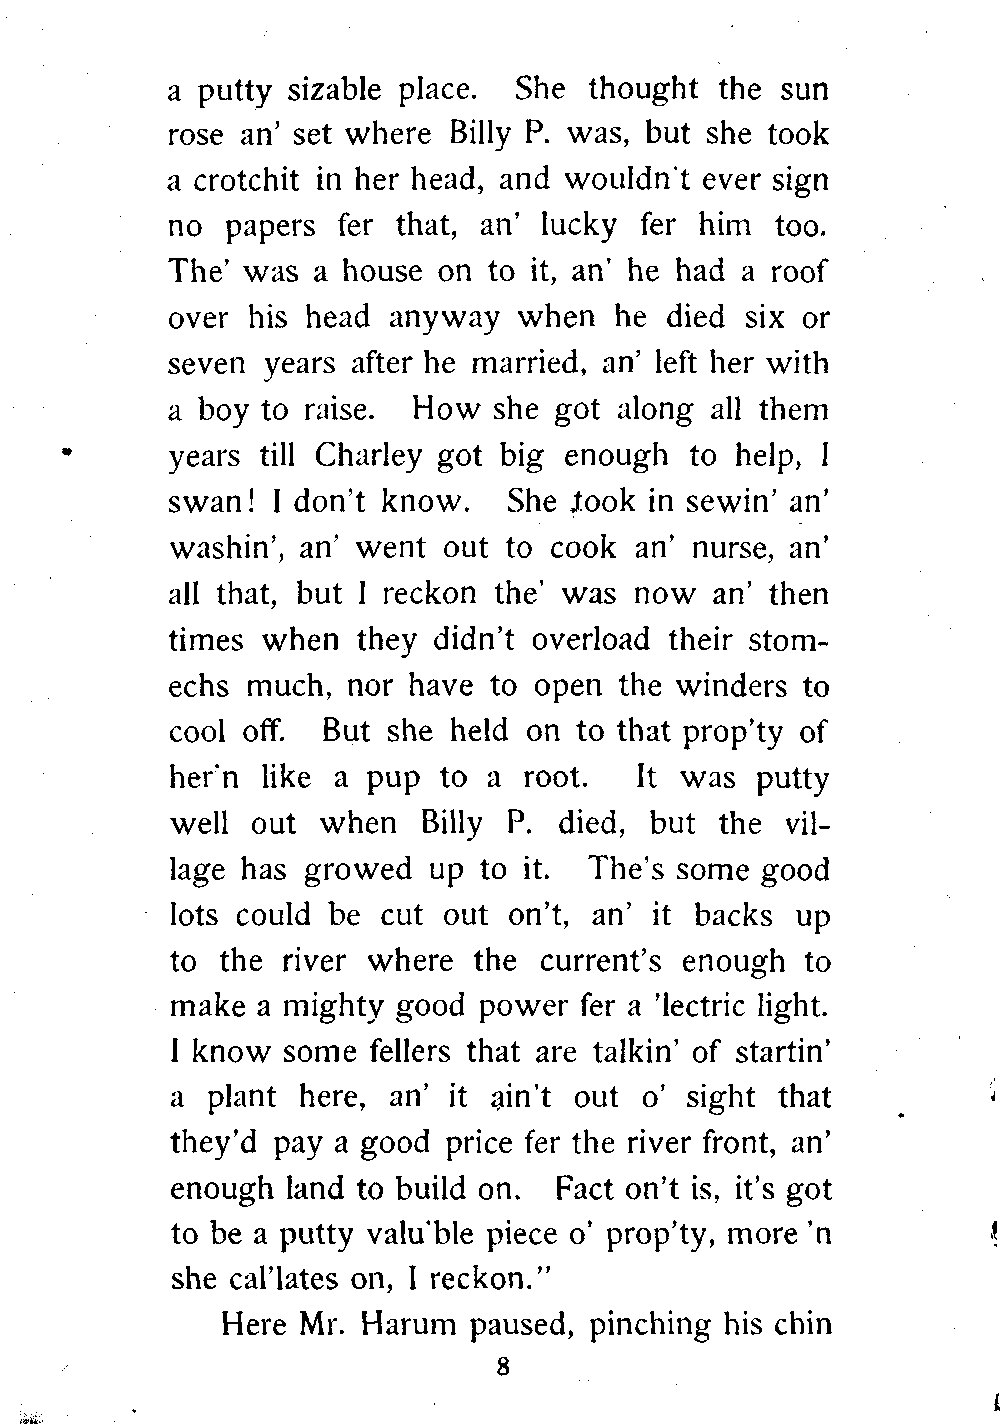 a putty sizable place. She thought the sun
rose an' set where Billy P. was, but she took
a crotchit in her head, and wouldn't ever sign
no papers fer that, an' lucky fer him too.
The' was a house on to it, an' he had a roof
over his head anyway when he died six or
seven years after he married, an' left her with
a boy to raise. How she got along all them
years till Charley got big enough to help, I
swan! I don't know. She took in sewin' an'
washin', an' went out to cook an' nurse, an'
all that, but I reckon the' was now an' then
times when they didn't overload their stom-
echs much, nor have to open the winders to
cool off. But she held on to that prop'ty of
her'n like a pup to a root. It was putty
well out when Billy P. died, but the vil-
lage has growed up to it. The's some good
lots could be cut out on't, an' it backs up
to the river where the current's enough to
make a mighty good power fer a 'lectric light.
I know some fellers that are talkin' of startin'
a plant here, an' it ain't out o' sight that
they'd pay a good price fer the river front, an'
enough land to build on. Fact on't is, it's got
to be a putty valu'ble piece o' prop'ty, more 'n
she cal'lates on, I reckon."
Here Mr. Harum paused, pinching his chin
8